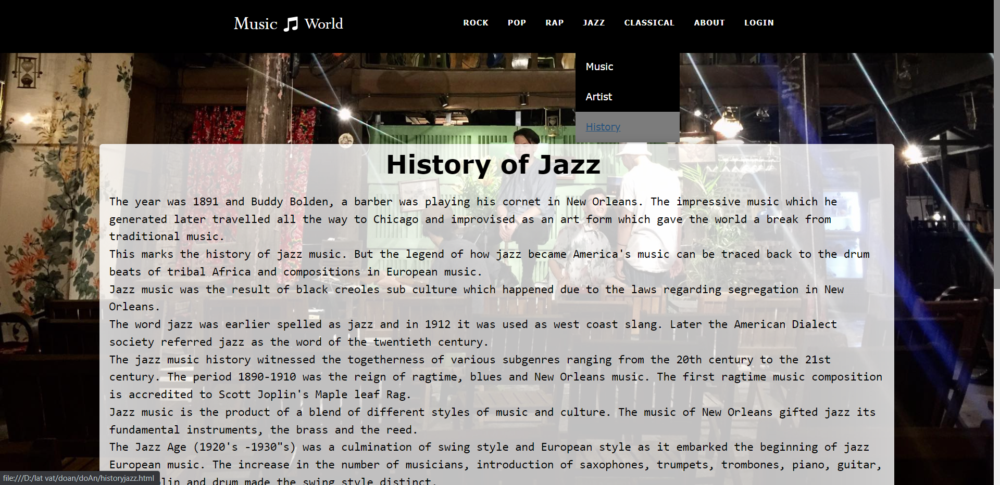 Music World
ROCK POP RAP JAZZ CLASSICAL ABOUT LOGIN
Music
Artist
History
History of Jazz
The year was 1891 and Buddy Bolden, a barber was playing his cornet in New Orleans. The impressive music which he
generated later travelled all the way to Chicago and improvised as an art form which gave the world a break from
traditional music.
This marks the history of jazz music. But the legend of how jazz became America's music can be traced back to the drum
beats of tribal Africa and compositions in European music.
Jazz music was the result of black creoles sub culture which happened due to the laws regarding segregation in New
Orleans.
The word jazz was earlier spelled as jazz and in 1912 it was used as west coast slang. Later the American Dialect
society referred jazz as the word of the twentieth century.
The jazz music history witnessed the togetherness of various subgenres ranging from the 20th century to the 21st
century. The period 1890-1910 was the reign of ragtime, blues and New Orleans music. The first ragtime music composition
is accredited to Scott Joplin's Maple leaf Rag.
Jazz music is the product of a blend of different styles of music and culture. The music of New Orleans gifted jazz its
fundamental instruments, the brass and the reed.
The Jazz Age (1920's -1930"s) was a culmination of swing style and European style as it embarked the beginning of jazz
European music. The increase in the number of musicians, introduction of saxophones, trumpets, trombones, piano, guitar,
and drum made the swing style distinct.
file:///D:/lat vat/doan/doAn/historyjazz.html